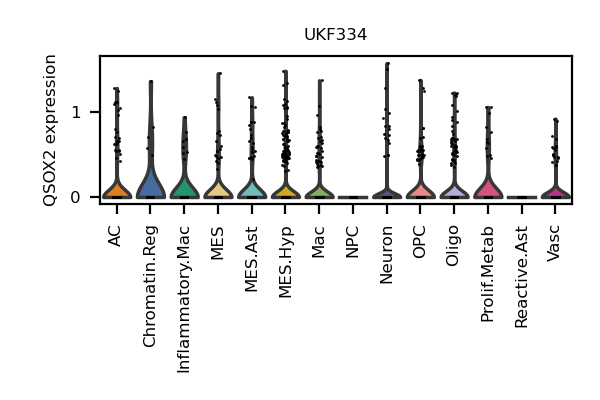 UKF334
QSOX2 expression
1
0
AC
Chromatin.Reg
Inflammatory.Mac
MES
MES.Ast
MES.Hyp
Mac
NPC
Neuron
OPC
Oligo
Prolif.Metab
Reactive.Ast
Vasc